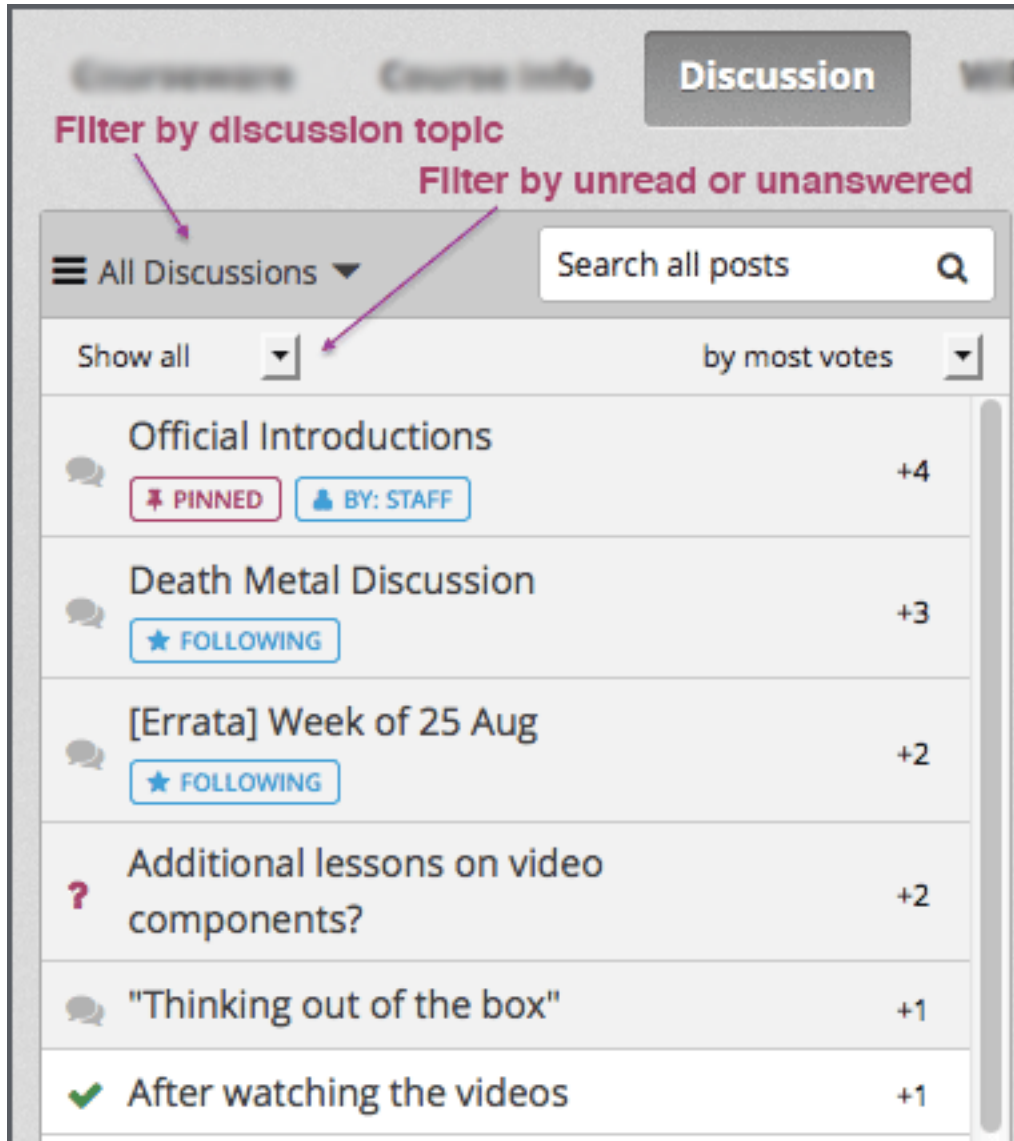 Discussion
Filter by discussion topic
Filter by unread or unanswered
All Discussions
Search all posts
Show all
by most votes
Official Introductions
+4
PINNED
BY: STAFF
Death Metal Discussion
+3
FOLLOWING
[Errata] Week of 25 Aug
+2
FOLLOWING
Additional lessons on video
components?
+2
"Thinking out of the box"
+1
After watching the videos
+1